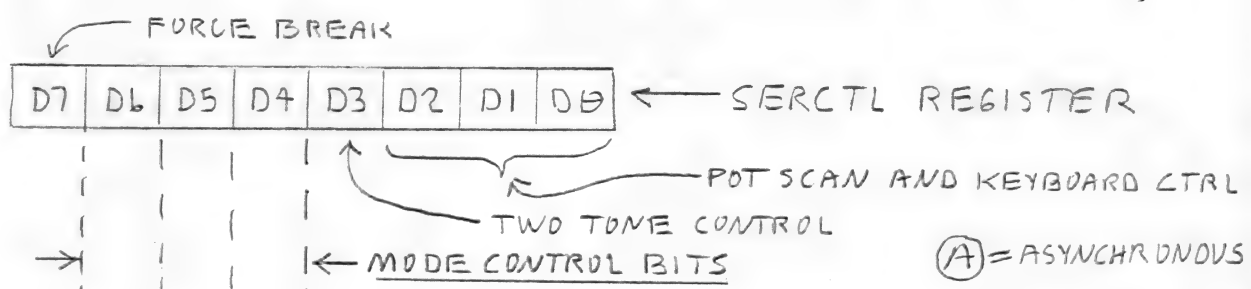 FORCE BREAK
D7 D6 D5 D4 D3 D2 D1 D0 ← SERCTL REGISTER
POT SCAN AND KEYBOARD CTRL
TWO TONE CONTROL
MODE CONTROL BITS
Ⓐ = ASYNCHRONOUS